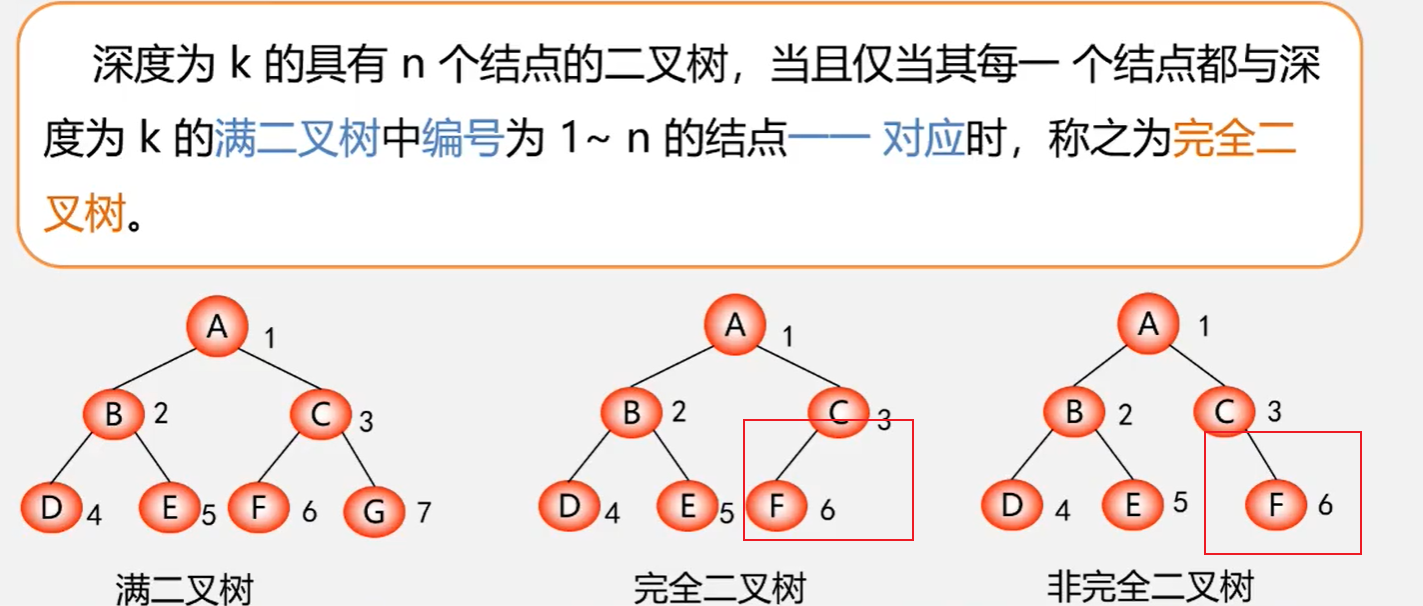 深度为 k 的具有 n 个结点的二叉树，当且仅当其每一 个结点都与深
度为 k 的满二叉树中编号为 1~ n 的结点一一 对应时，称之为完全二
叉树。
A 1 A 1 A 1
B 2 C 3 B 2 C 3 B 2 C 3
D 4 E 5 F 6 G 7 D 4 E 5 F 6 D 4 E 5 F 6
满二叉树 完全二叉树 非完全二叉树